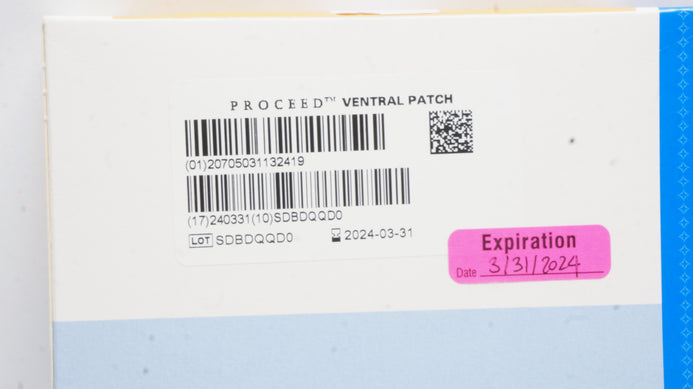 PROCEED™ VENTRAL PATCH
(01)20705031132419
(17)240331(10)SDBDQQD0
LOT SDBDQQD0 2024-03-31
Expiration
Date 3/31/2024